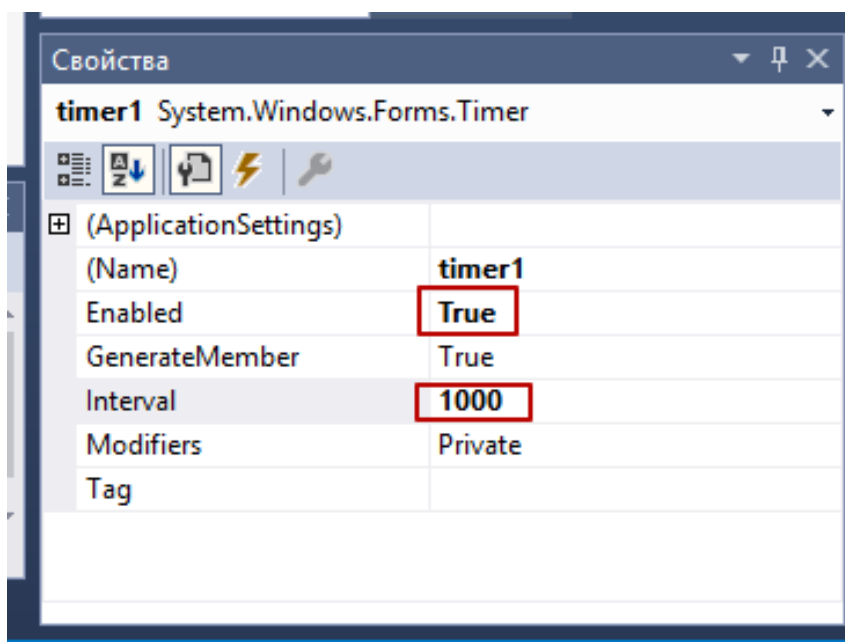 Свойства
timer1 System.Windows.Forms.Timer
(ApplicationSettings)
(Name) timer1
Enabled True
GenerateMember True
Interval 1000
Modifiers Private
Tag